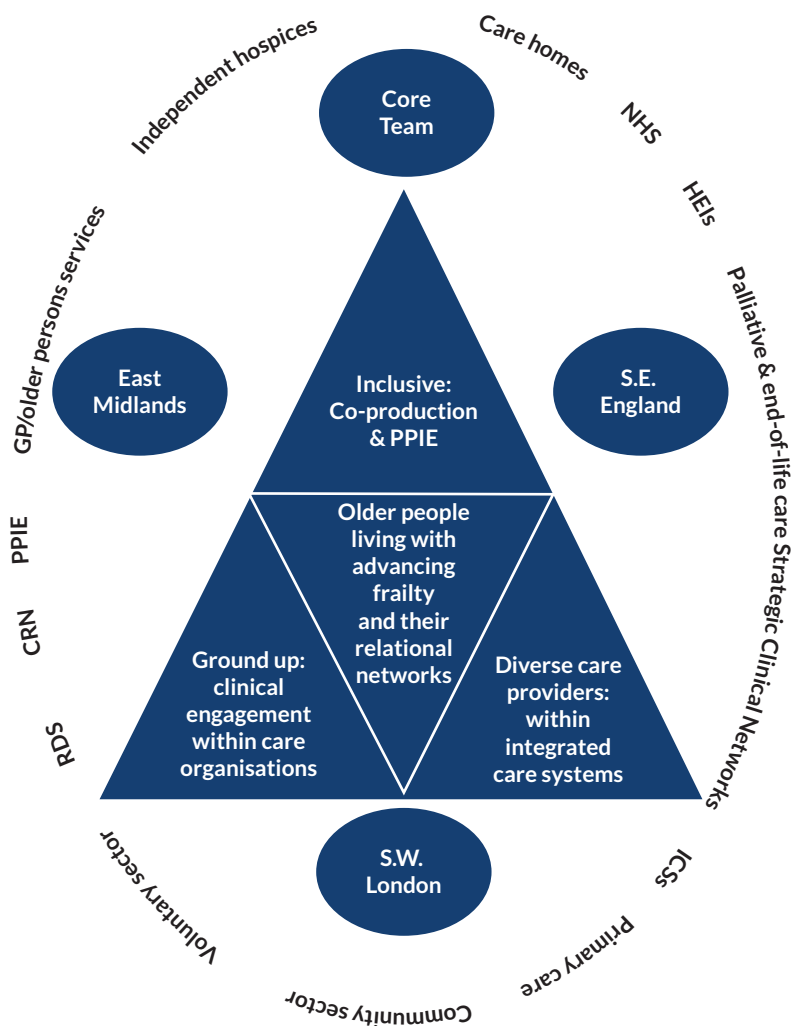 Independent hospices
Care homes
NHS
HEIs
Palliative & end-of-life care Strategic Clinical Networks
ICSs
Primary care
Community sector
Voluntary sector
RDS
CRN
PPIE
GP/older persons services
Core
Team
East
Midlands
S.E.
England
Inclusive:
Co-production
& PPIE
Older people
living with
advancing
frailty
and their
relational
networks
Ground up:
clinical
engagement
within care
organisations
Diverse care
providers:
within
integrated
care systems
S.W.
London